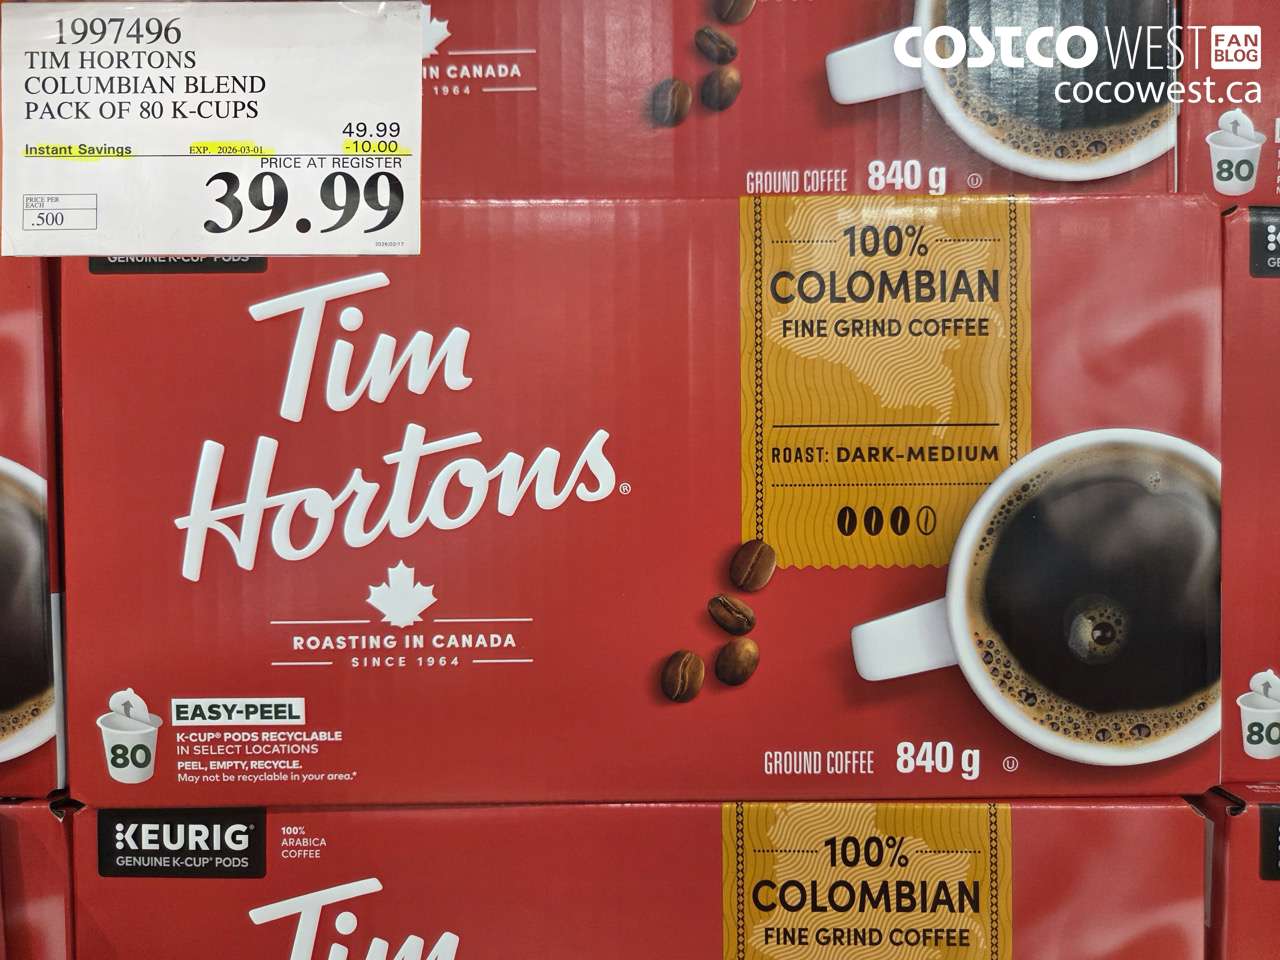 1997496
TIM HORTONS
COLUMBIAN BLEND
PACK OF 80 K-CUPS
49.99
Instant Savings EXP. 2026-03-01 -10.00
PRICE AT REGISTER
39.99
PRICE PER
EACH
.500
2026/02/17
COSTCO WEST FAN
BLOG
cocowest.ca
IN CANADA
1964
GROUND COFFEE 840 g
80
GENUINE K-CUP PODS
Tim
Hortons®
ROASTING IN CANADA
SINCE 1964
100%
COLOMBIAN
FINE GRIND COFFEE
ROAST: DARK-MEDIUM
80
EASY-PEEL
K-CUP® PODS RECYCLABLE
IN SELECT LOCATIONS
PEEL, EMPTY, RECYCLE.
May not be recyclable in your area.*
GROUND COFFEE 840 g
80
KEURIG®
GENUINE K-CUP® PODS
100%
ARABICA
COFFEE
Tim
100%
COLOMBIAN
FINE GRIND COFFEE